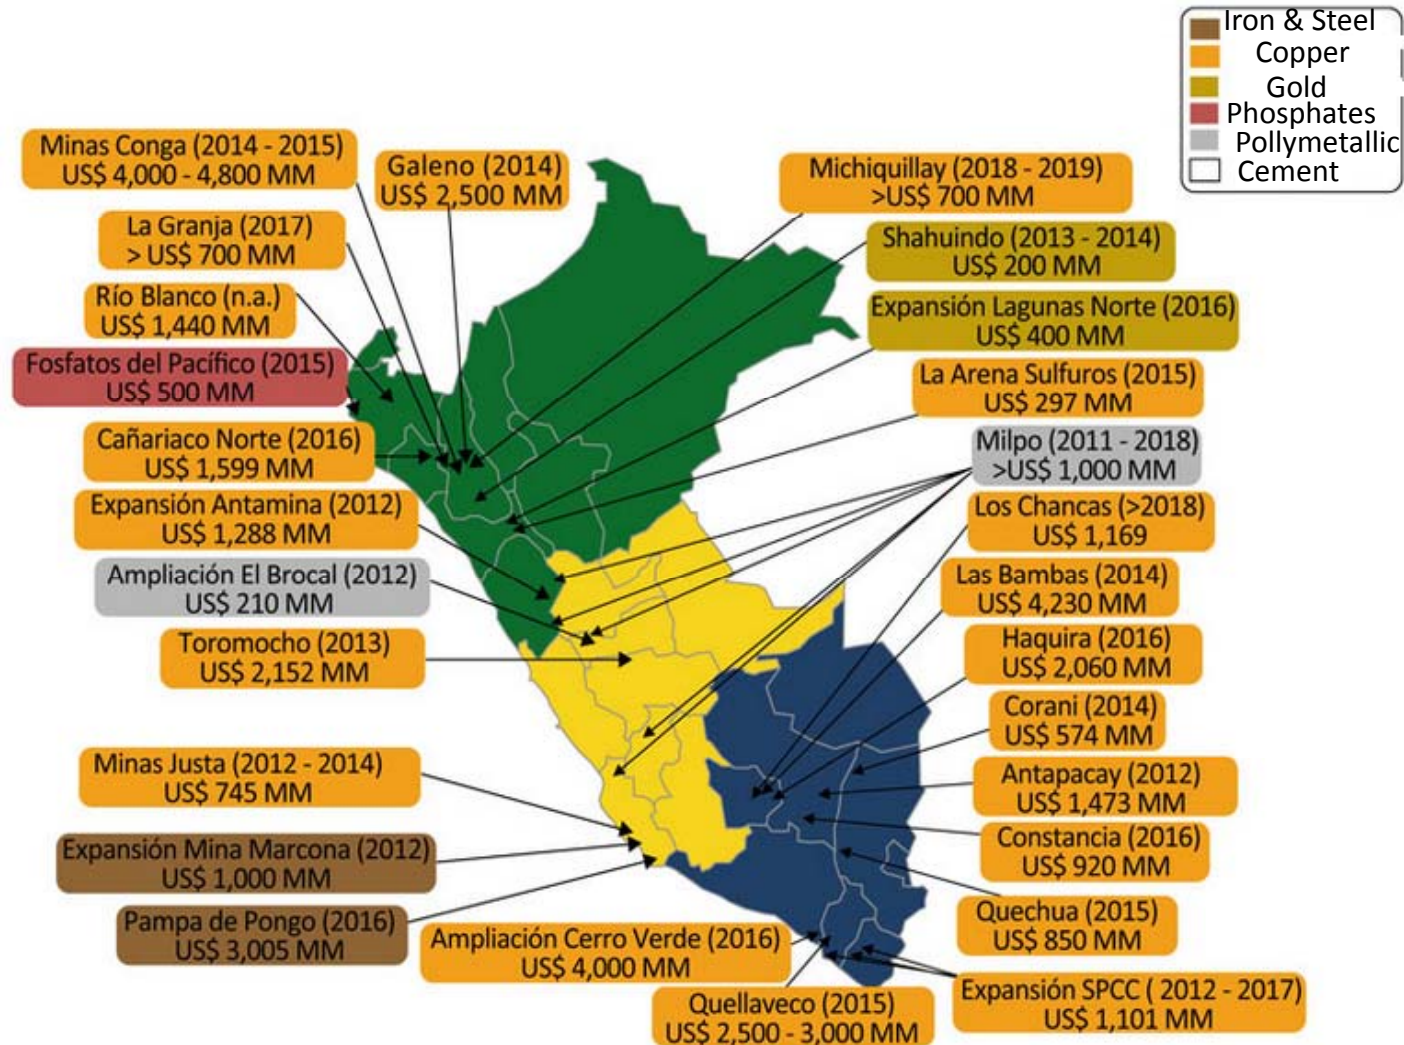 Iron & Steel
Copper
Gold
Phosphates
Pollymetallic
Cement
Minas Conga (2014 - 2015)
US$ 4,000 - 4,800 MM
Galeno (2014)
US$ 2,500 MM
Michiquillay (2018 - 2019)
>US$ 700 MM
La Granja (2017)
> US$ 700 MM
Shahuindo (2013 - 2014)
US$ 200 MM
Río Blanco (n.a.)
US$ 1,440 MM
Expansión Lagunas Norte (2016)
US$ 400 MM
Fosfatos del Pacífico (2015)
US$ 500 MM
La Arena Sulfuros (2015)
US$ 297 MM
Cañariaco Norte (2016)
US$ 1,599 MM
Milpo (2011 - 2018)
>US$ 1,000 MM
Expansión Antamina (2012)
US$ 1,288 MM
Los Chancas (>2018)
US$ 1,169
Ampliación El Brocal (2012)
US$ 210 MM
Las Bambas (2014)
US$ 4,230 MM
Toromocho (2013)
US$ 2,152 MM
Haquira (2016)
US$ 2,060 MM
Corani (2014)
US$ 574 MM
Minas Justa (2012 - 2014)
US$ 745 MM
Antapacay (2012)
US$ 1,473 MM
Expansión Mina Marcona (2012)
US$ 1,000 MM
Constancia (2016)
US$ 920 MM
Pampa de Pongo (2016)
US$ 3,005 MM
Quechua (2015)
US$ 850 MM
Ampliación Cerro Verde (2016)
US$ 4,000 MM
Quellaveco (2015)
US$ 2,500 - 3,000 MM
Expansión SPCC ( 2012 - 2017)
US$ 1,101 MM